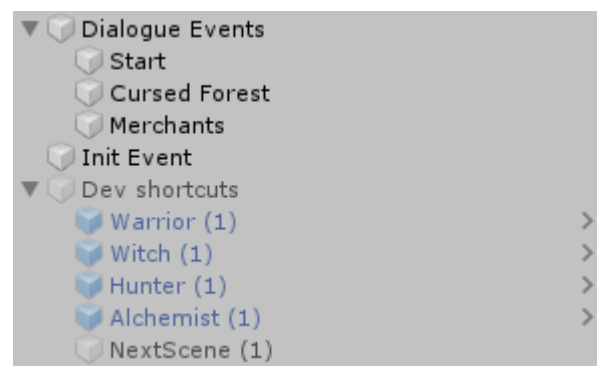 Dialogue Events
Start
Cursed Forest
Merchants
Init Event
Dev shortcuts
Warrior (1)
Witch (1)
Hunter (1)
Alchemist (1)
NextScene (1)